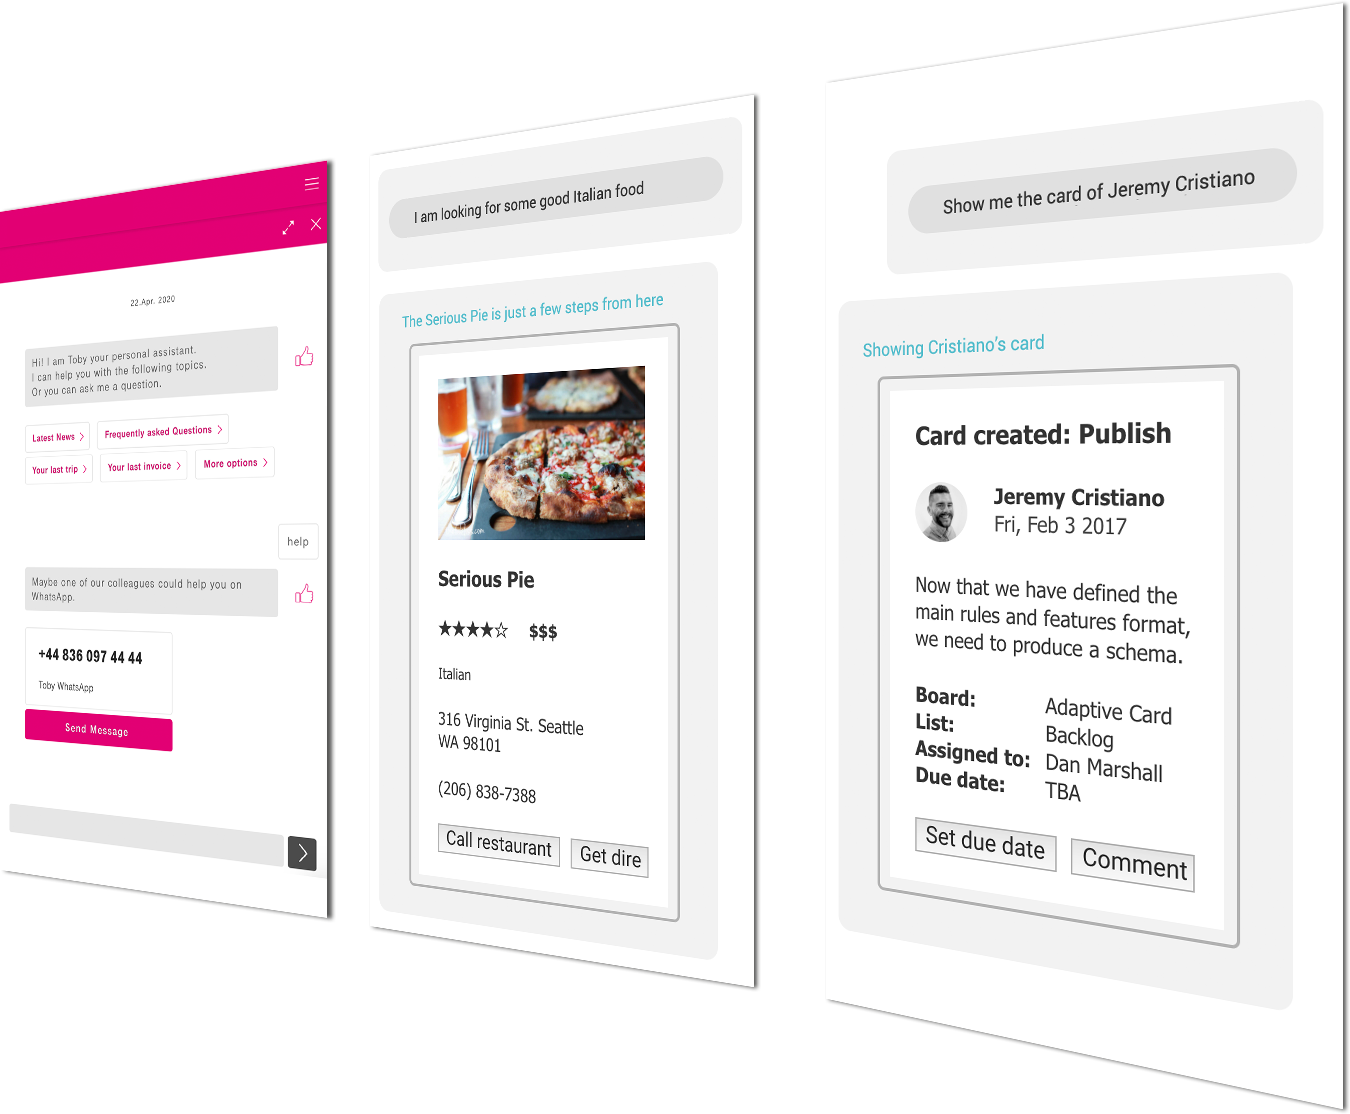 22.Apr. 2020
Hi! I am Toby your personal assistant.
I can help you with the following topics.
Or you can ask me a question.
Latest News
Frequently asked Questions
Your last trip
Your last invoice
More options
help
Maybe one of our colleagues could help you on
WhatsApp.
+44 836 097 44 44
Toby WhatsApp
Send Message
I am looking for some good Italian food
The Serious Pie is just a few steps from here
Serious Pie
★★★★☆ $$$
Italian
316 Virginia St. Seattle
WA 98101
(206) 838-7388
Call restaurant
Get dire
Show me the card of Jeremy Cristiano
Showing Cristiano's card
Card created: Publish
Jeremy Cristiano
Fri, Feb 3 2017
Now that we have defined the
main rules and features format,
we need to produce a schema.
Board: Adaptive Card
List: Backlog
Assigned to: Dan Marshall
Due date: TBA
Set due date
Comment